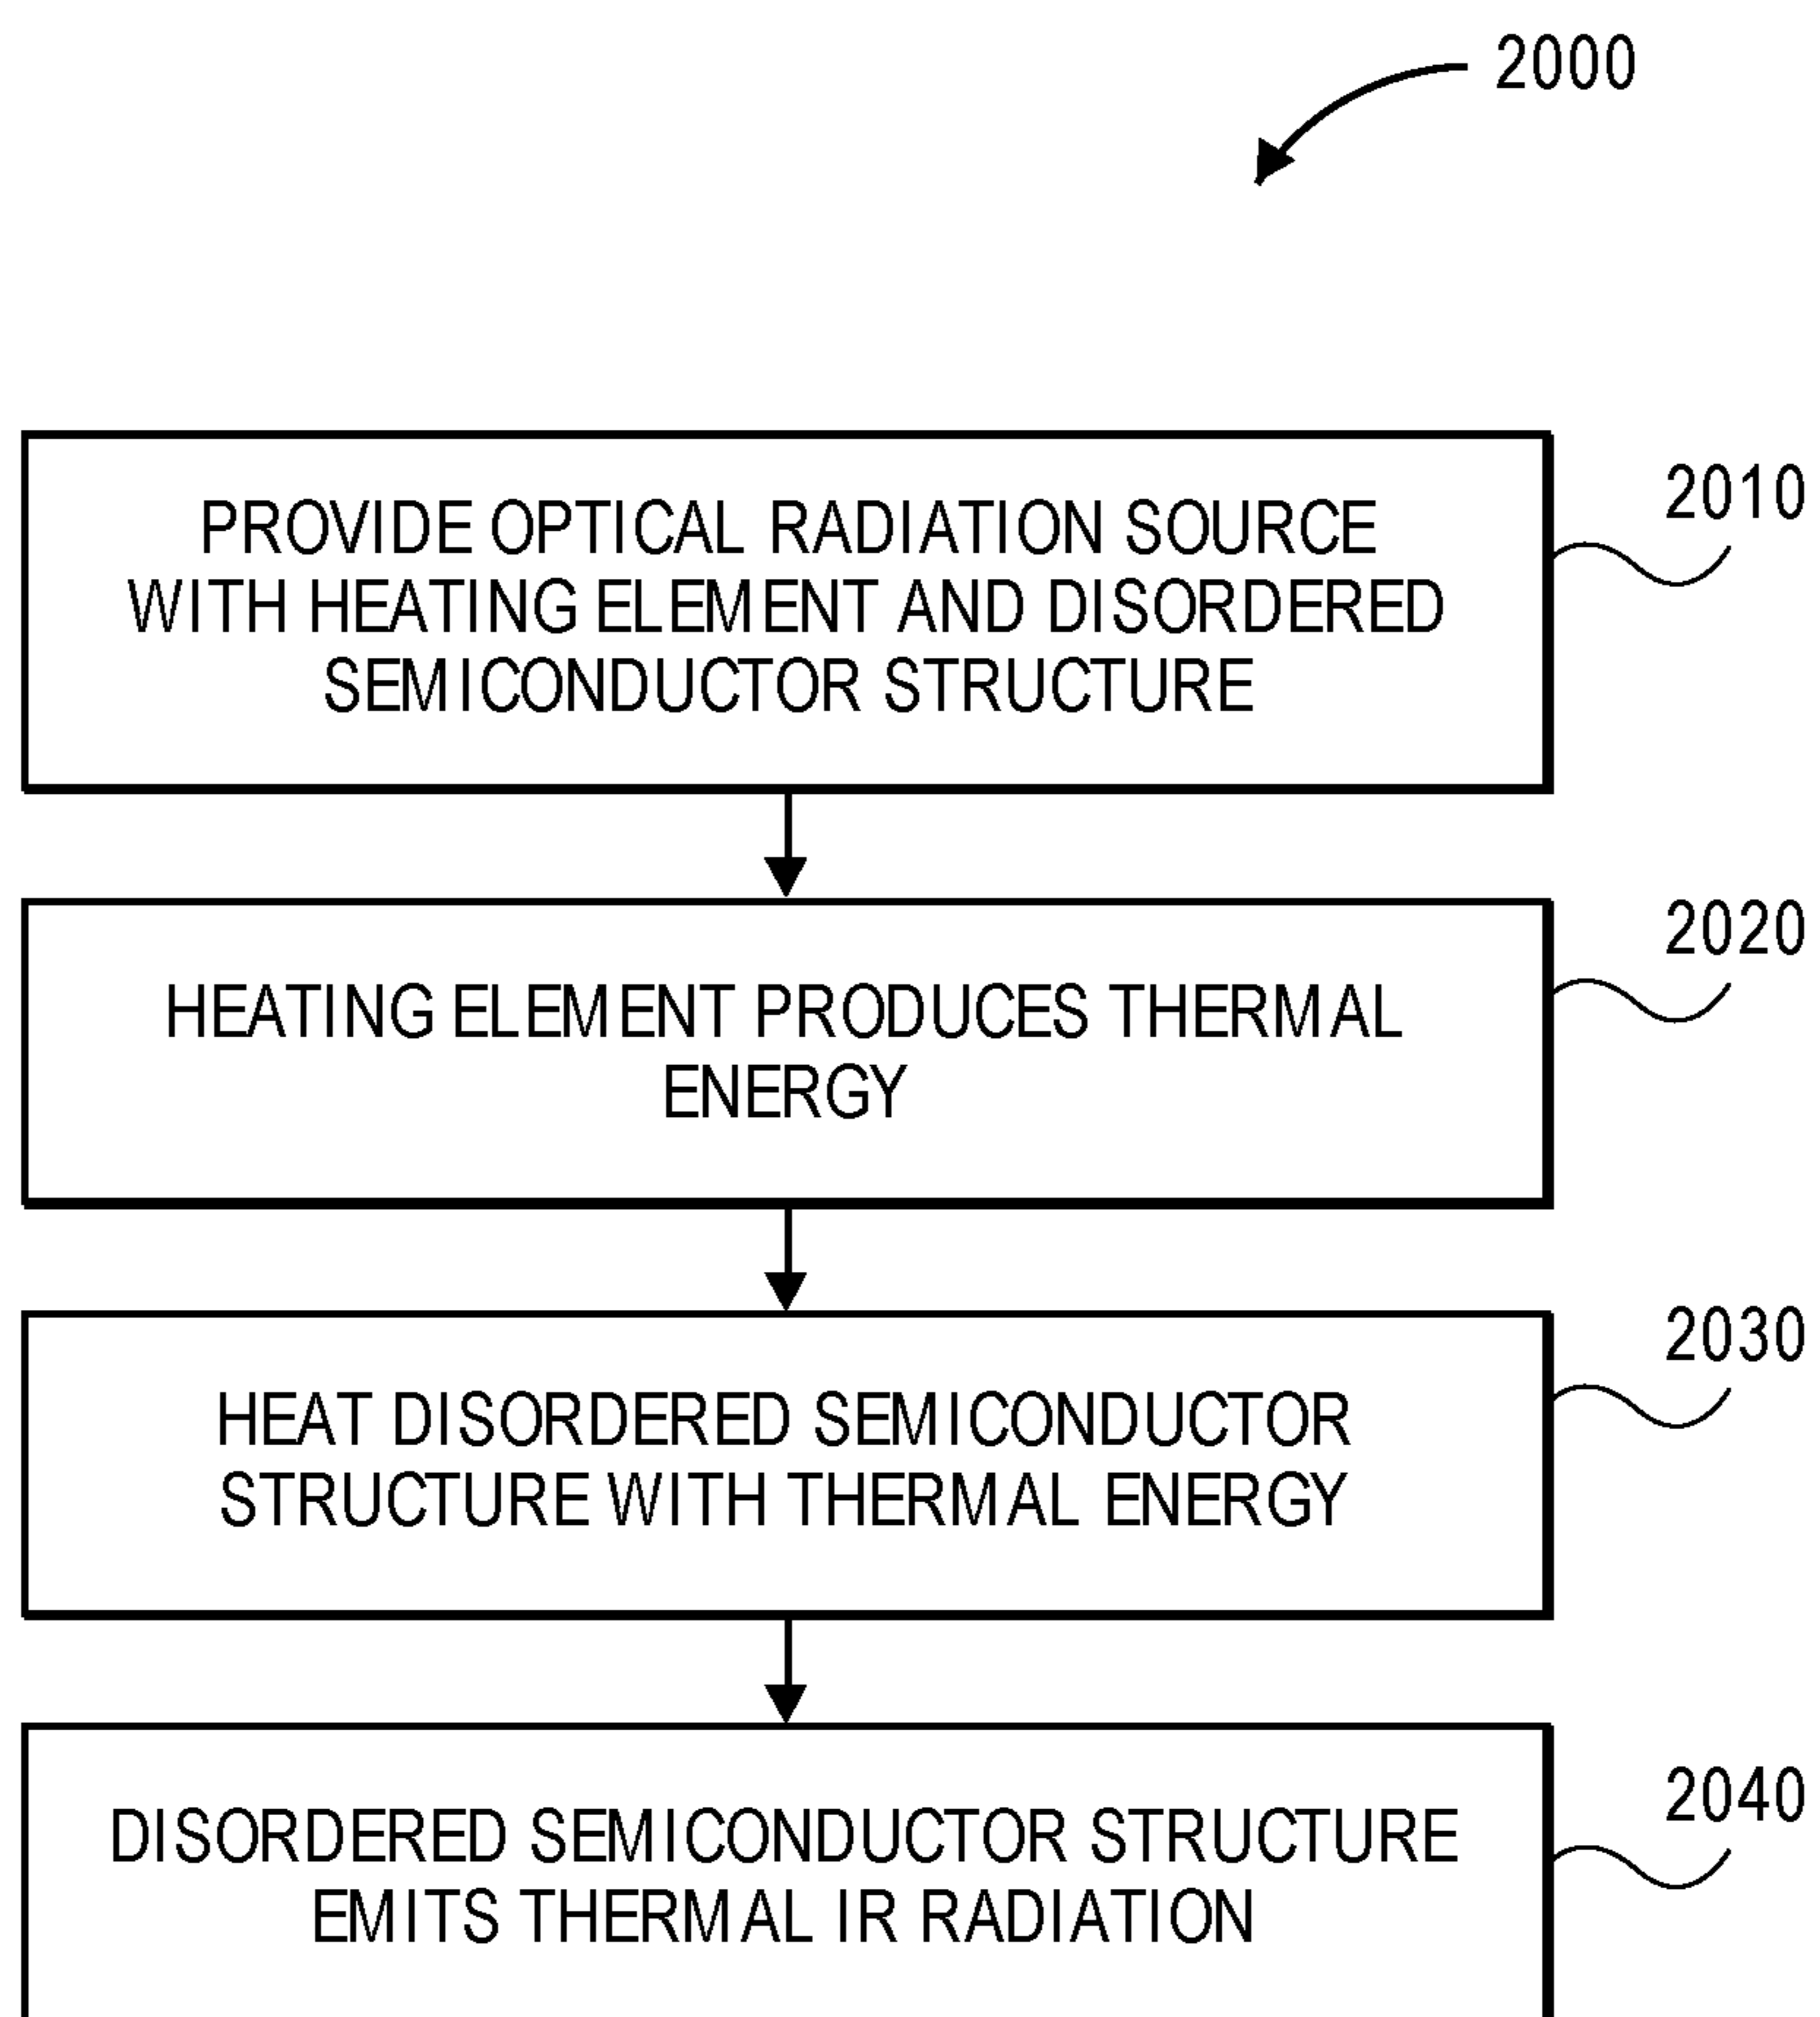 2000
2010
PROVIDE OPTICAL RADIATION SOURCE
WITH HEATING ELEMENT AND DISORDERED
SEMICONDUCTOR STRUCTURE
2020
HEATING ELEMENT PRODUCES THERMAL
ENERGY
2030
HEAT DISORDERED SEMICONDUCTOR
STRUCTURE WITH THERMAL ENERGY
2040
DISORDERED SEMICONDUCTOR STRUCTURE
EMITS THERMAL IR RADIATION